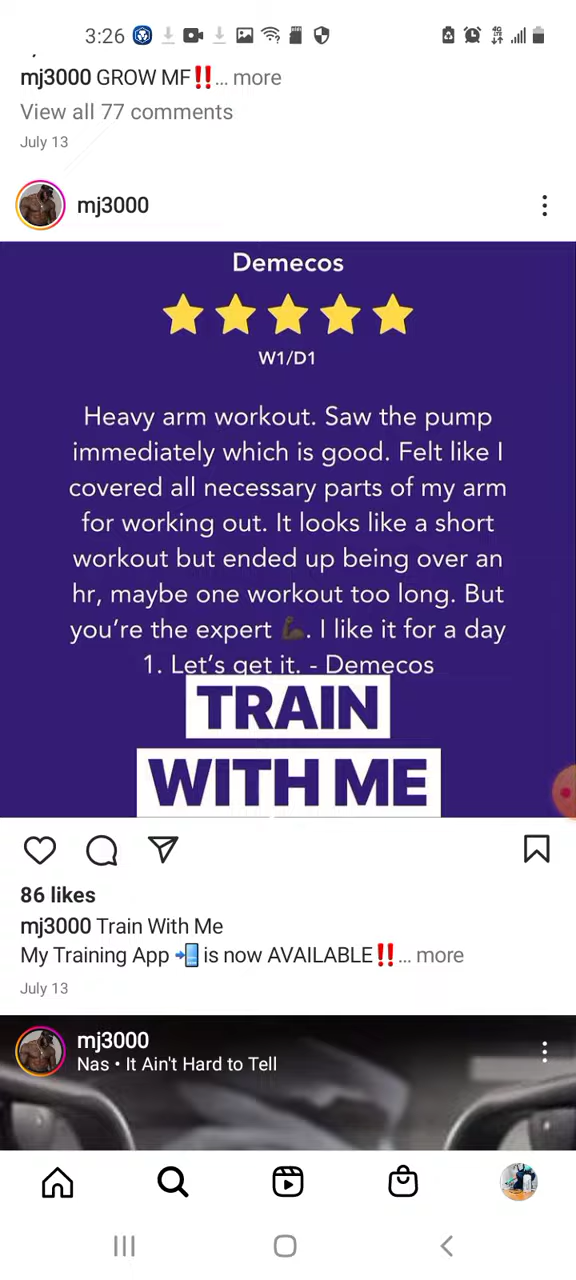 3:26
mj3000 GROW MF‼️... more
View all 77 comments
July 13
mj3000
Demecos
W1/D1
Heavy arm workout. Saw the pump
immediately which is good. Felt like I
covered all necessary parts of my arm
for working out. It looks like a short
workout but ended up being over an
hr, maybe one workout too long. But
you're the expert 💪🏿. I like it for a day
1. Let's get it. - Demecos
TRAIN
WITH ME
86 likes
mj3000 Train With Me
My Training App 📲 is now AVAILABLE‼️... more
July 13
mj3000
Nas • It Ain't Hard to Tell